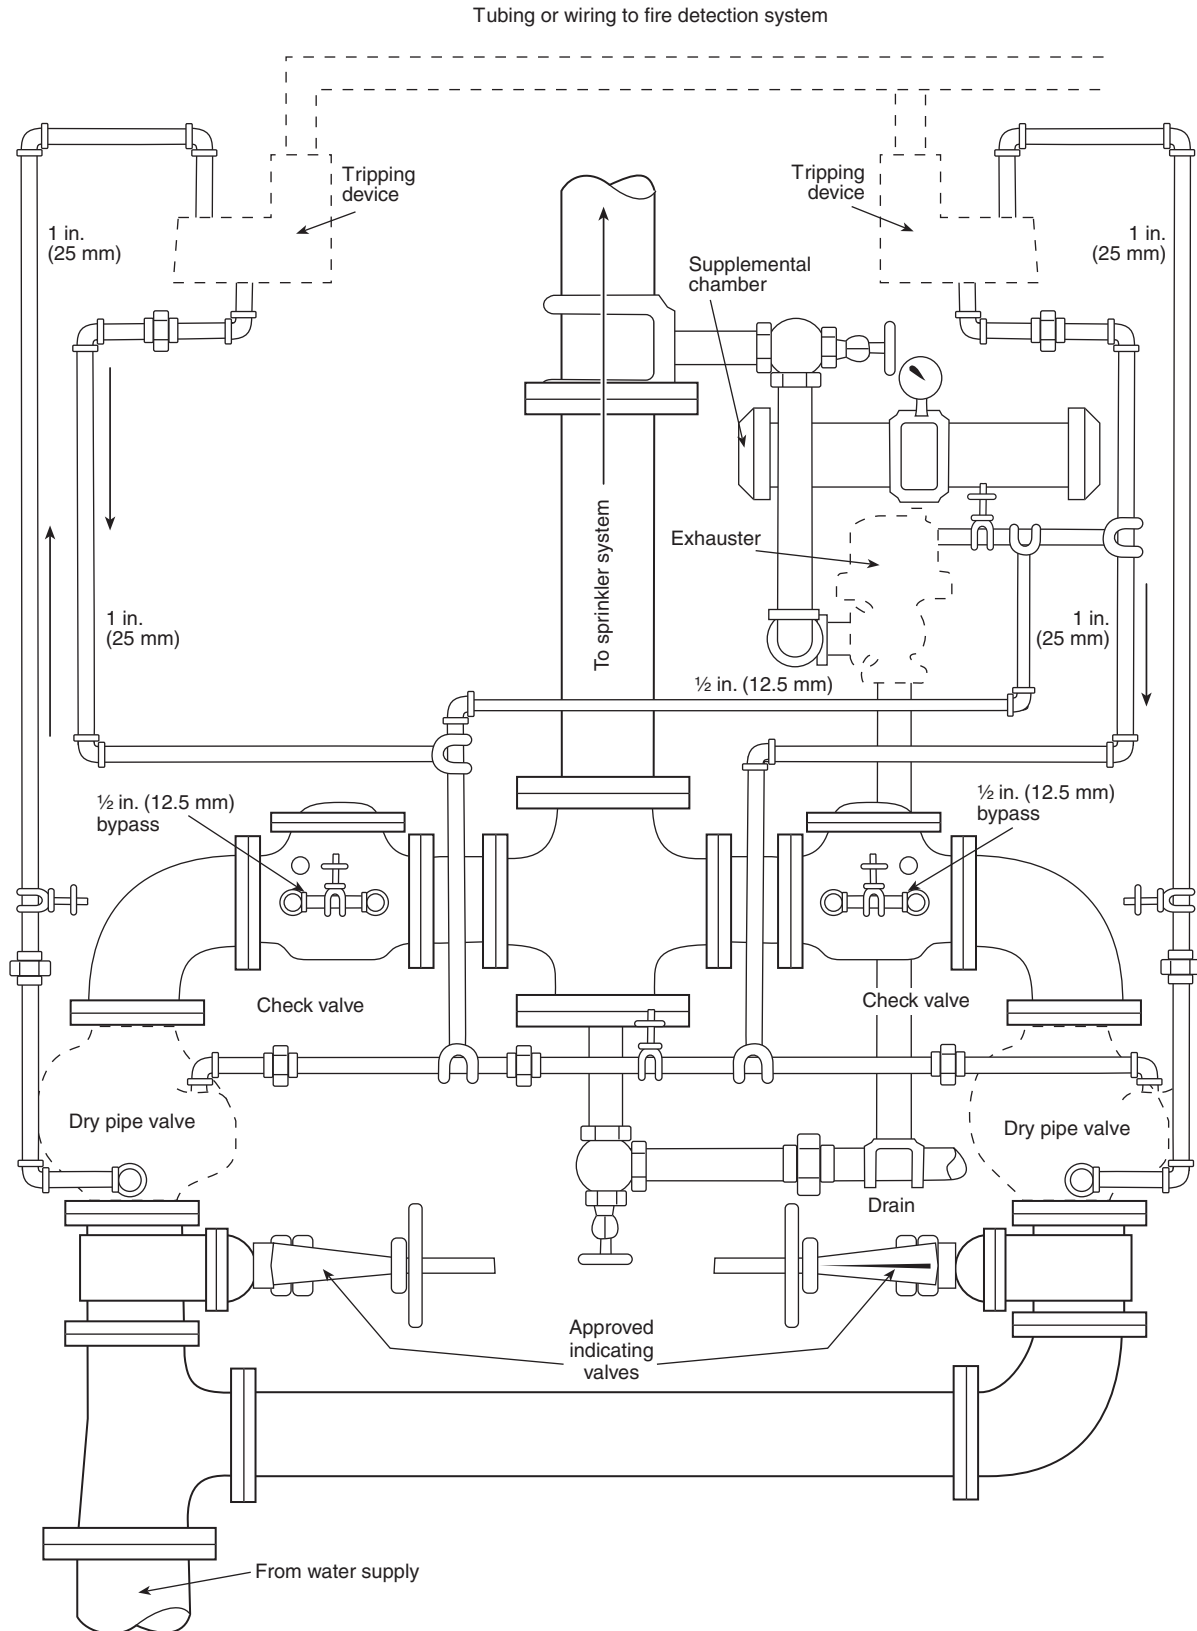 Tubing or wiring to fire detection system
Tripping
device
Tripping
device
1 in.
(25 mm)
1 in.
(25 mm)
Supplemental
chamber
To sprinkler system
Exhauster
1 in.
(25 mm)
1 in.
(25 mm)
½ in. (12.5 mm)
½ in. (12.5 mm)
bypass
½ in. (12.5 mm)
bypass
Check valve
Check valve
Dry pipe valve
Dry pipe valve
Drain
Approved
indicating
valves
From water supply